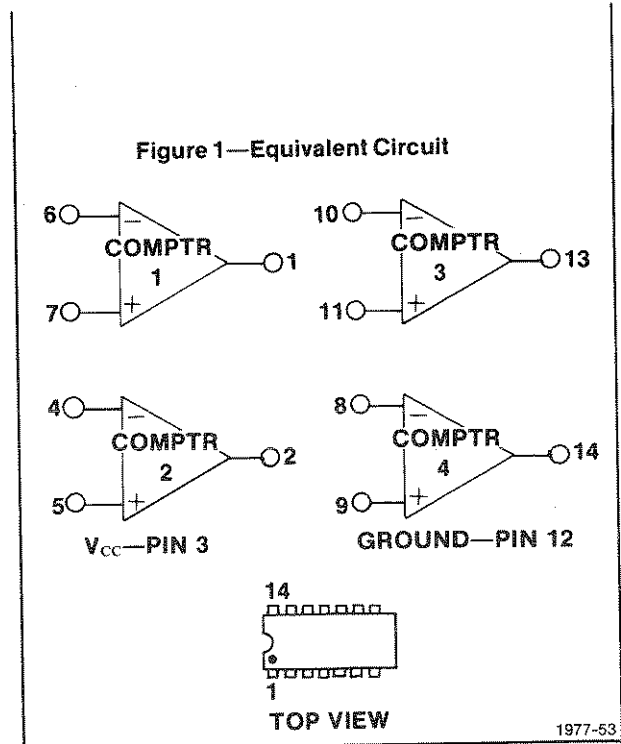 Figure 1—Equivalent Circuit
6 − COMPTR 1 + 7 1
10 − COMPTR 3 + 11 13
4 − COMPTR 2 + 5 2
8 − COMPTR 4 + 9 14
V_CC—PIN 3
GROUND—PIN 12
14
1
TOP VIEW
1977-53